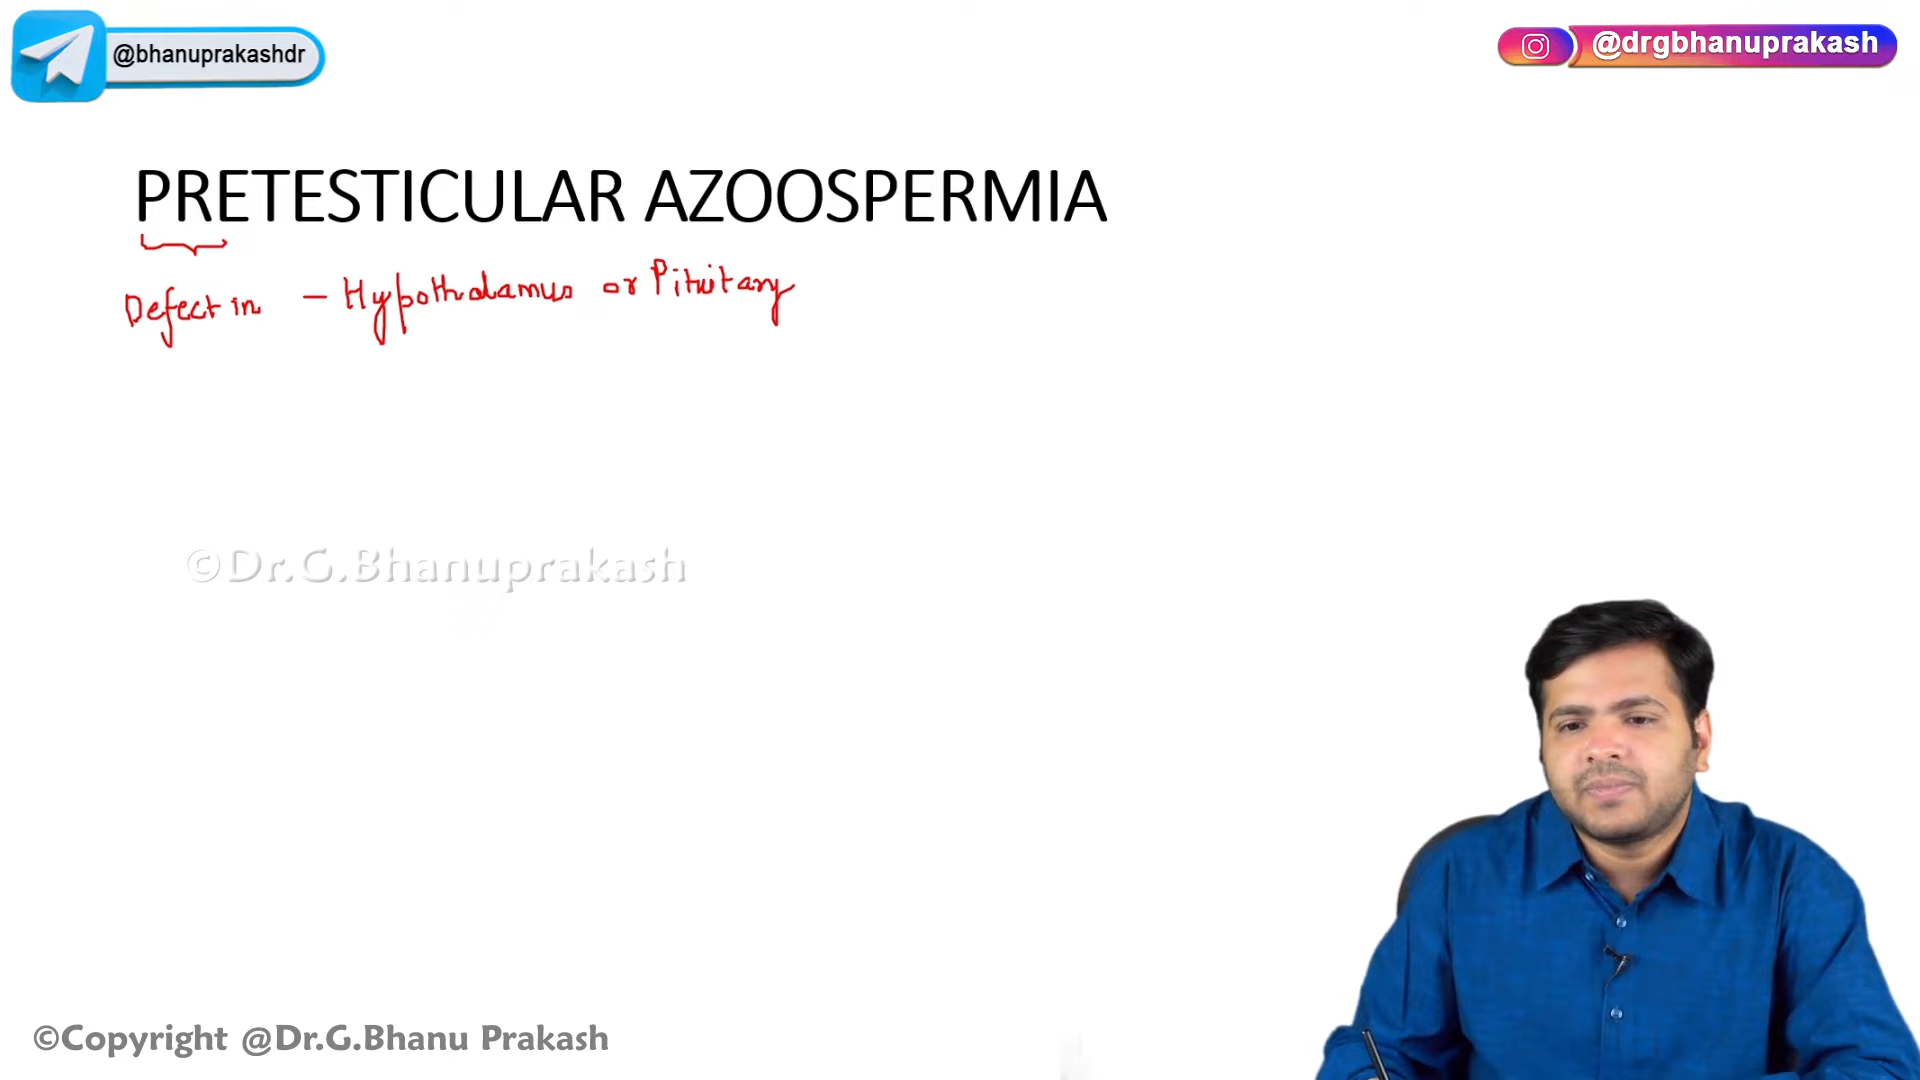 @bhanuprakashdr
@drgbhanuprakash
PRETESTICULAR AZOOSPERMIA
Defect in – Hypothalamus or Pituitary
©Dr.G.Bhanuprakash
©Copyright @Dr.G.Bhanu Prakash